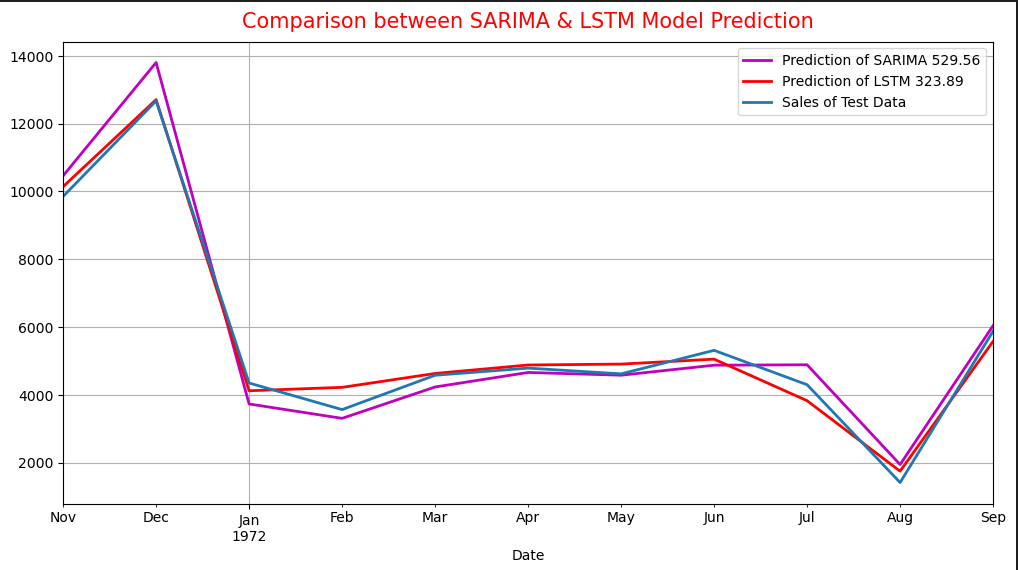 Comparison between SARIMA & LSTM Model Prediction
Prediction of SARIMA 529.56
Prediction of LSTM 323.89
Sales of Test Data
14000
12000
10000
8000
6000
4000
2000
Nov Dec Jan Feb Mar Apr May Jun Jul Aug Sep
1972
Date